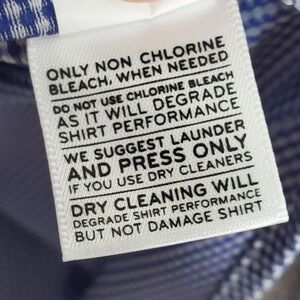 ONLY NON CHLORINE
BLEACH, WHEN NEEDED
DO NOT USE CHLORINE BLEACH
AS IT WILL DEGRADE
SHIRT PERFORMANCE
WE SUGGEST LAUNDER
AND PRESS ONLY
IF YOU USE DRY CLEANERS
DRY CLEANING WILL
DEGRADE SHIRT PERFORMANCE
BUT NOT DAMAGE SHIRT